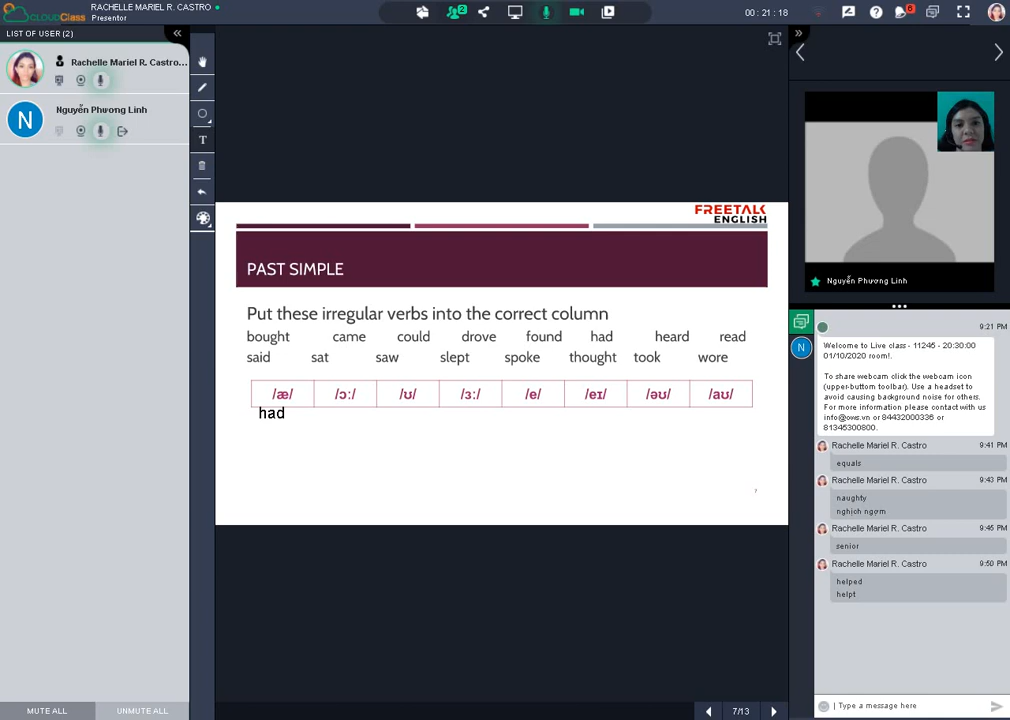 CLOUDCLASS
RACHELLE MARIEL R. CASTRO
Presentor
00 : 21 : 18
2
6
LIST OF USER (2)
Rachelle Mariel R. Castro...
N
Nguyễn Phương Linh
T
FREETALK
ENGLISH
PAST SIMPLE
Put these irregular verbs into the correct column
bought came could drove found had heard read
said sat saw slept spoke thought took wore
/æ/ /ɔː/ /ʊ/ /ɜː/ /e/ /eɪ/ /əʊ/ /aʊ/
had
7
Nguyễn Phương Linh
9:21 PM
N
Welcome to Live class - 11245 - 20:30:00
01/10/2020 room!.
To share webcam click the webcam icon
(upper-buttom toolbar). Use a headset to
avoid causing background noise for others.
For more information please contact with us
info@ows.vn or 84432000336 or
81345300800.
Rachelle Mariel R. Castro 9:41 PM
equals
Rachelle Mariel R. Castro 9:43 PM
naughty
nghịch ngợm
Rachelle Mariel R. Castro 9:45 PM
senior
Rachelle Mariel R. Castro 9:50 PM
helped
helpt
MUTE ALL
UNMUTE ALL
7/13
Type a message here